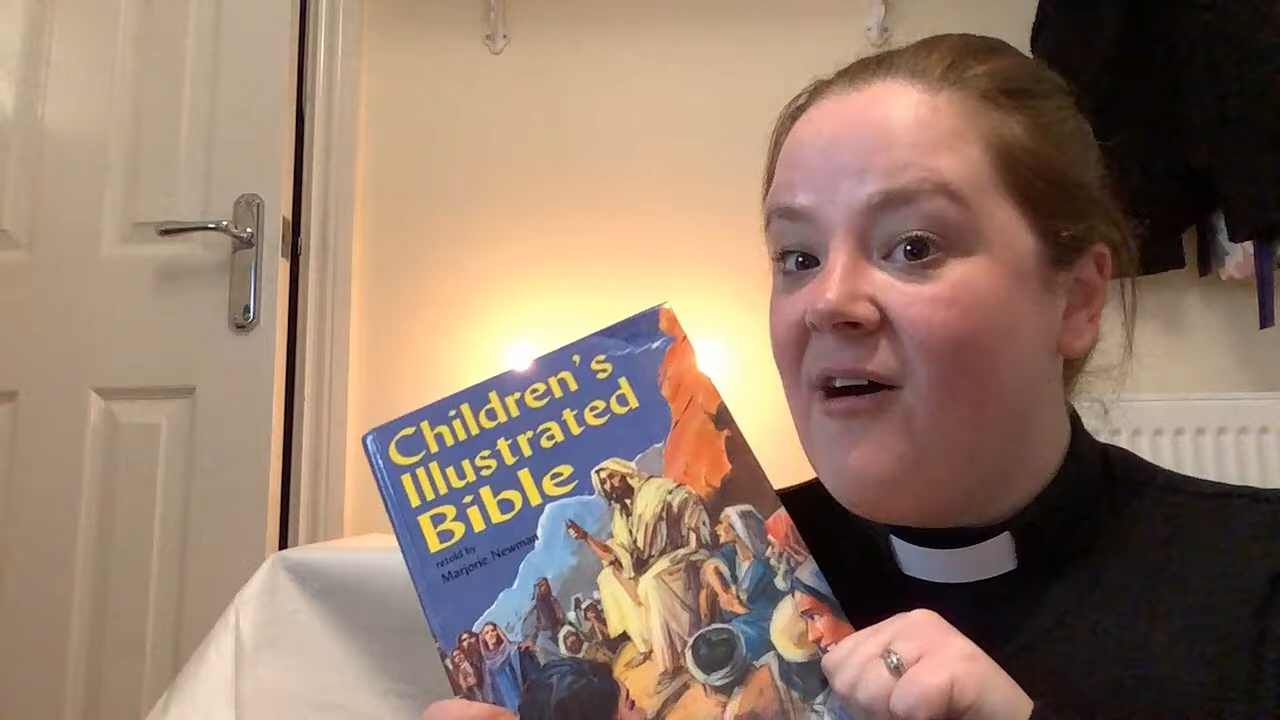 Children's
Illustrated
Bible
retold by
Marjorie Newman